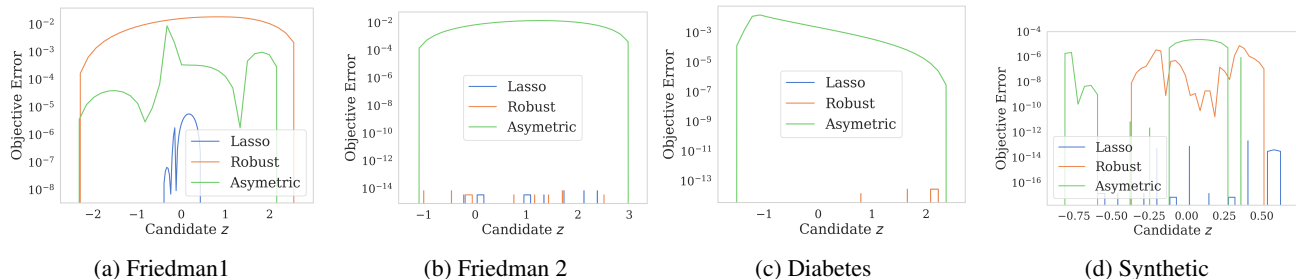 Objective Error
10⁻²
10⁻³
10⁻⁴
10⁻⁵
10⁻⁶
10⁻⁷
10⁻⁸
Lasso
Robust
Asymetric
−2 −1 0 1 2
Candidate z
(a) Friedman1
Objective Error
10⁻²
10⁻⁴
10⁻⁶
10⁻⁸
10⁻¹⁰
10⁻¹²
10⁻¹⁴
Lasso
Robust
Asymetric
−1 0 1 2 3
Candidate z
(b) Friedman 2
Objective Error
10⁻³
10⁻⁵
10⁻⁷
10⁻⁹
10⁻¹¹
10⁻¹³
Lasso
Robust
Asymetric
−1 0 1 2
Candidate z
(c) Diabetes
Objective Error
10⁻⁴
10⁻⁶
10⁻⁸
10⁻¹⁰
10⁻¹²
10⁻¹⁴
10⁻¹⁶
Lasso
Robust
Asymetric
−0.75 −0.50 −0.25 0.00 0.25 0.50
Candidate z
(d) Synthetic